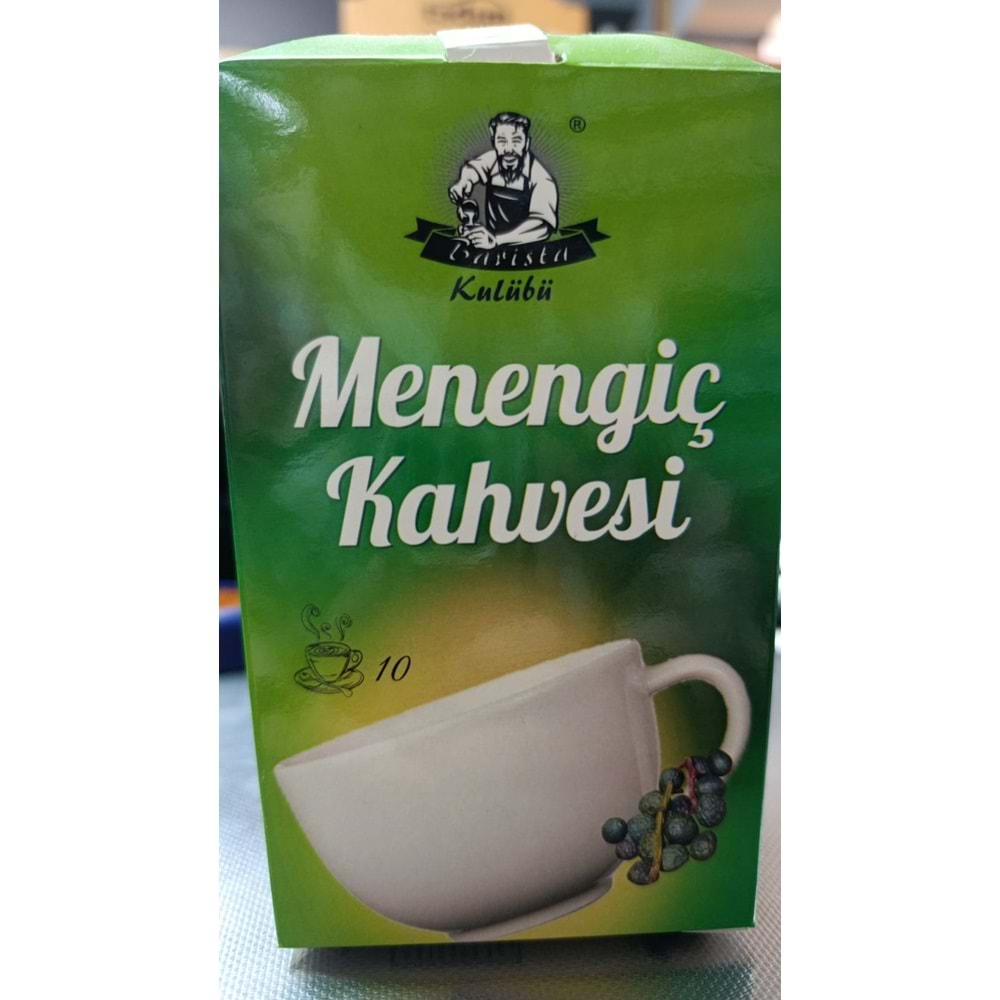 ®
Barista
Kulübü
Menengiç
Kahvesi
10